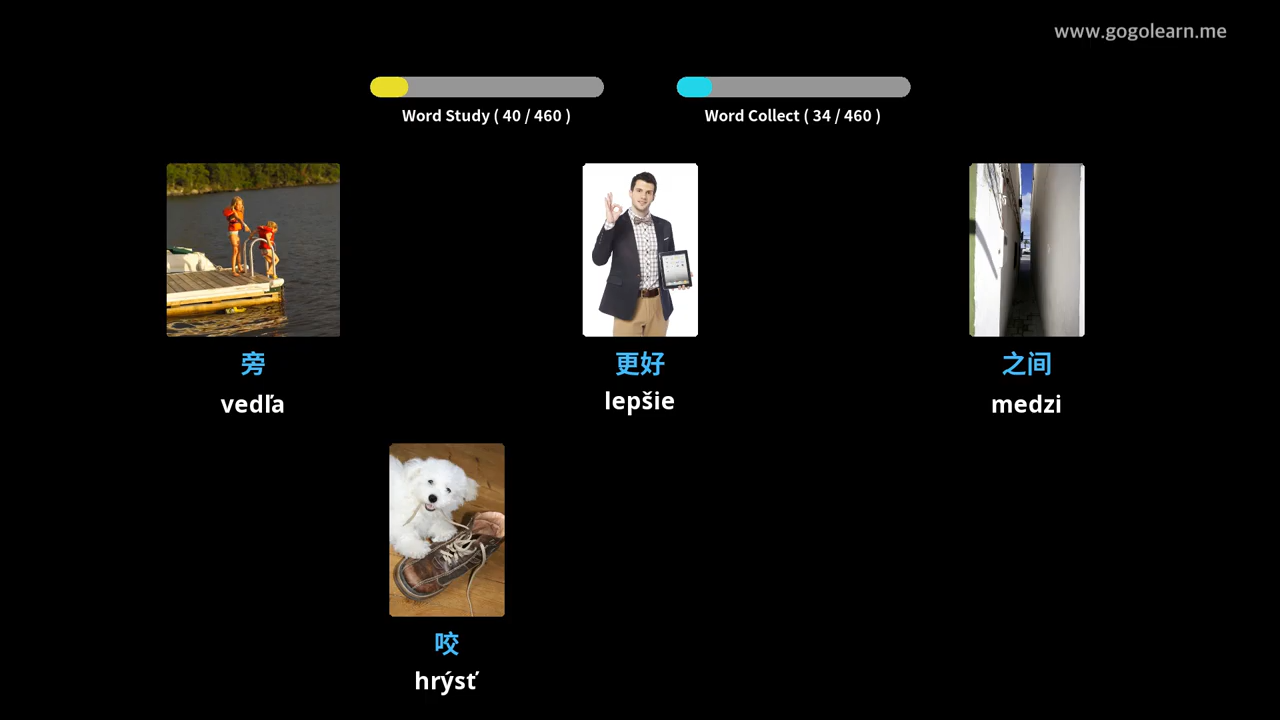 www.gogolearn.me
Word Study ( 40 / 460 )
Word Collect ( 34 / 460 )
旁
更好
之间
vedľa
lepšie
medzi
咬
hrýsť